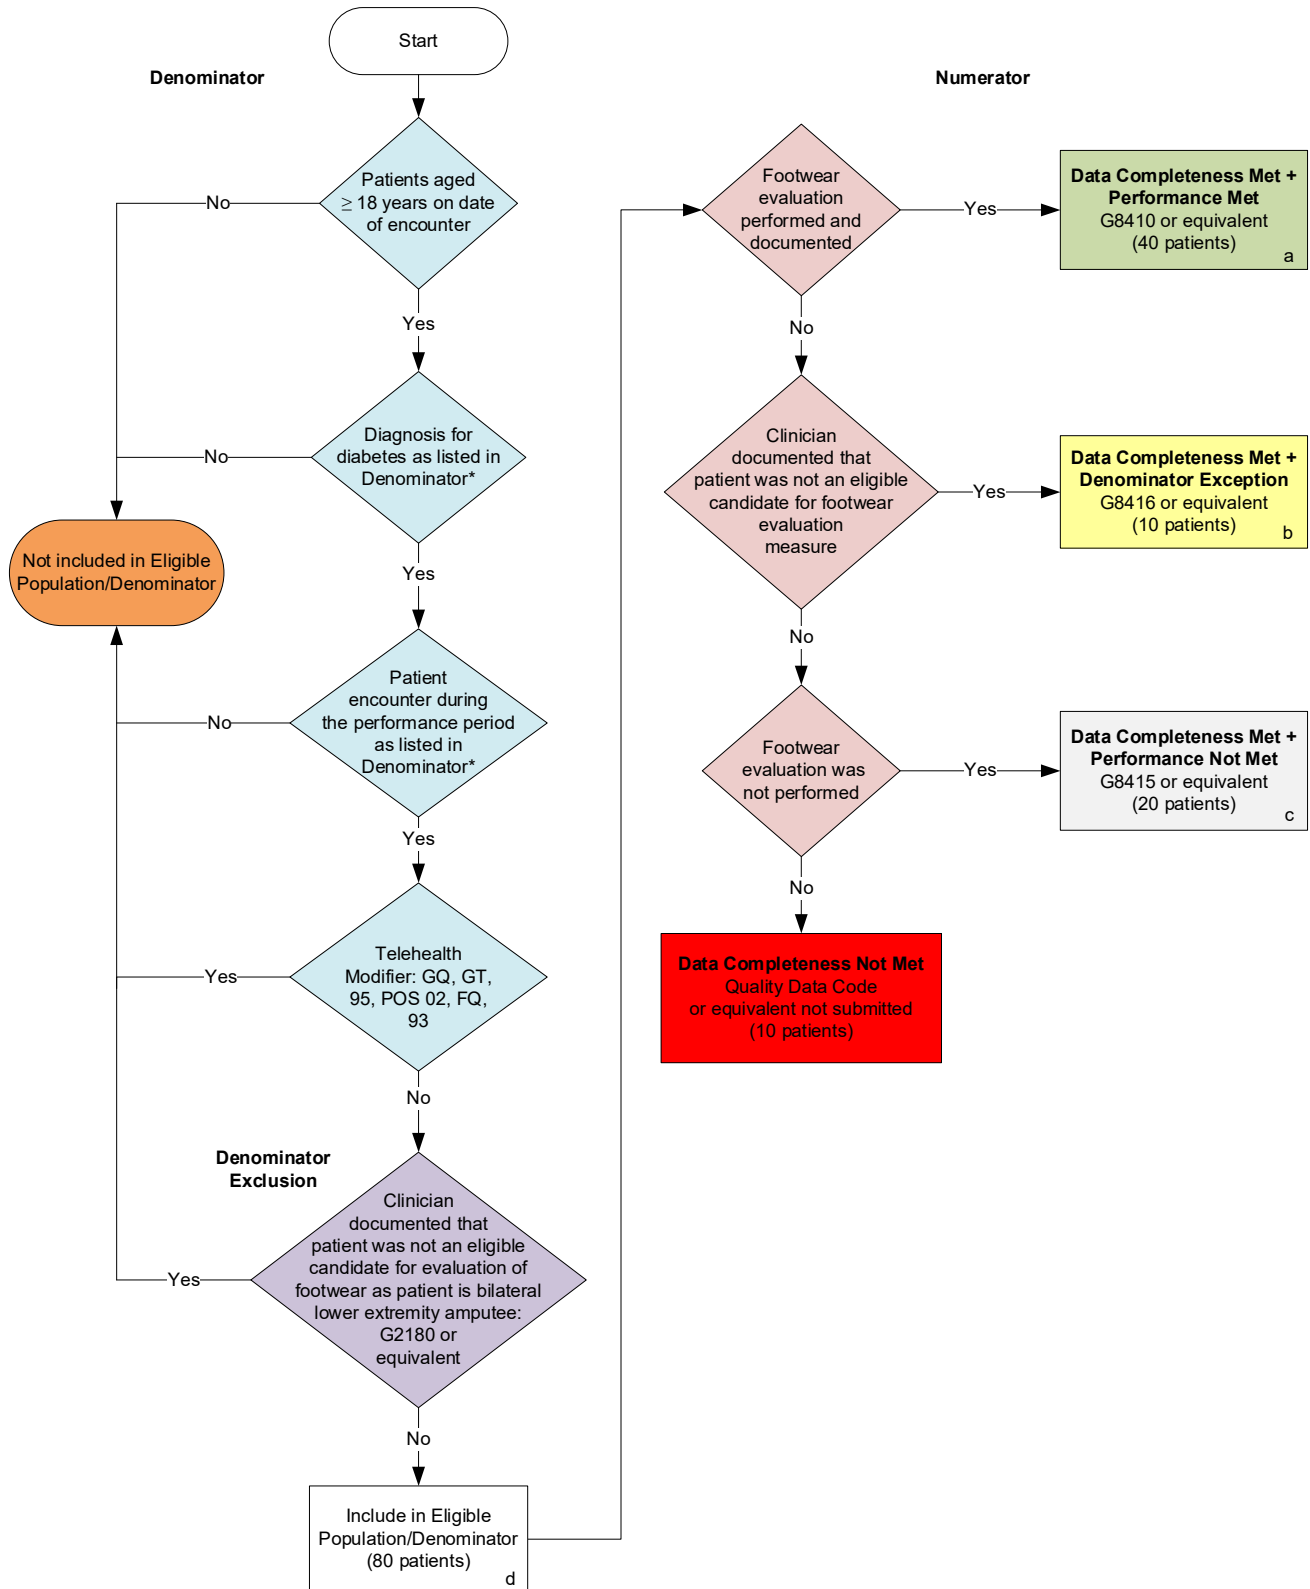 Start
Denominator
Patients aged
≥ 18 years on date
of encounter
No
Yes
Diagnosis for
diabetes as listed in
Denominator*
No
Not included in Eligible
Population/Denominator
Yes
Patient
encounter during
the performance period
as listed in
Denominator*
No
Yes
Telehealth
Modifier: GQ, GT,
95, POS 02, FQ,
93
Yes
No
Denominator
Exclusion
Clinician
documented that
patient was not an eligible
candidate for evaluation of
footwear as patient is bilateral
lower extremity amputee:
G2180 or
equivalent
Yes
No
Include in Eligible
Population/Denominator
(80 patients)
d
Numerator
Footwear
evaluation
performed and
documented
Yes
Data Completeness Met +
Performance Met
G8410 or equivalent
(40 patients)
a
No
Clinician
documented that
patient was not an eligible
candidate for footwear
evaluation
measure
Yes
Data Completeness Met +
Denominator Exception
G8416 or equivalent
(10 patients)
b
No
Footwear
evaluation was
not performed
Yes
Data Completeness Met +
Performance Not Met
G8415 or equivalent
(20 patients)
c
No
Data Completeness Not Met
Quality Data Code
or equivalent not submitted
(10 patients)